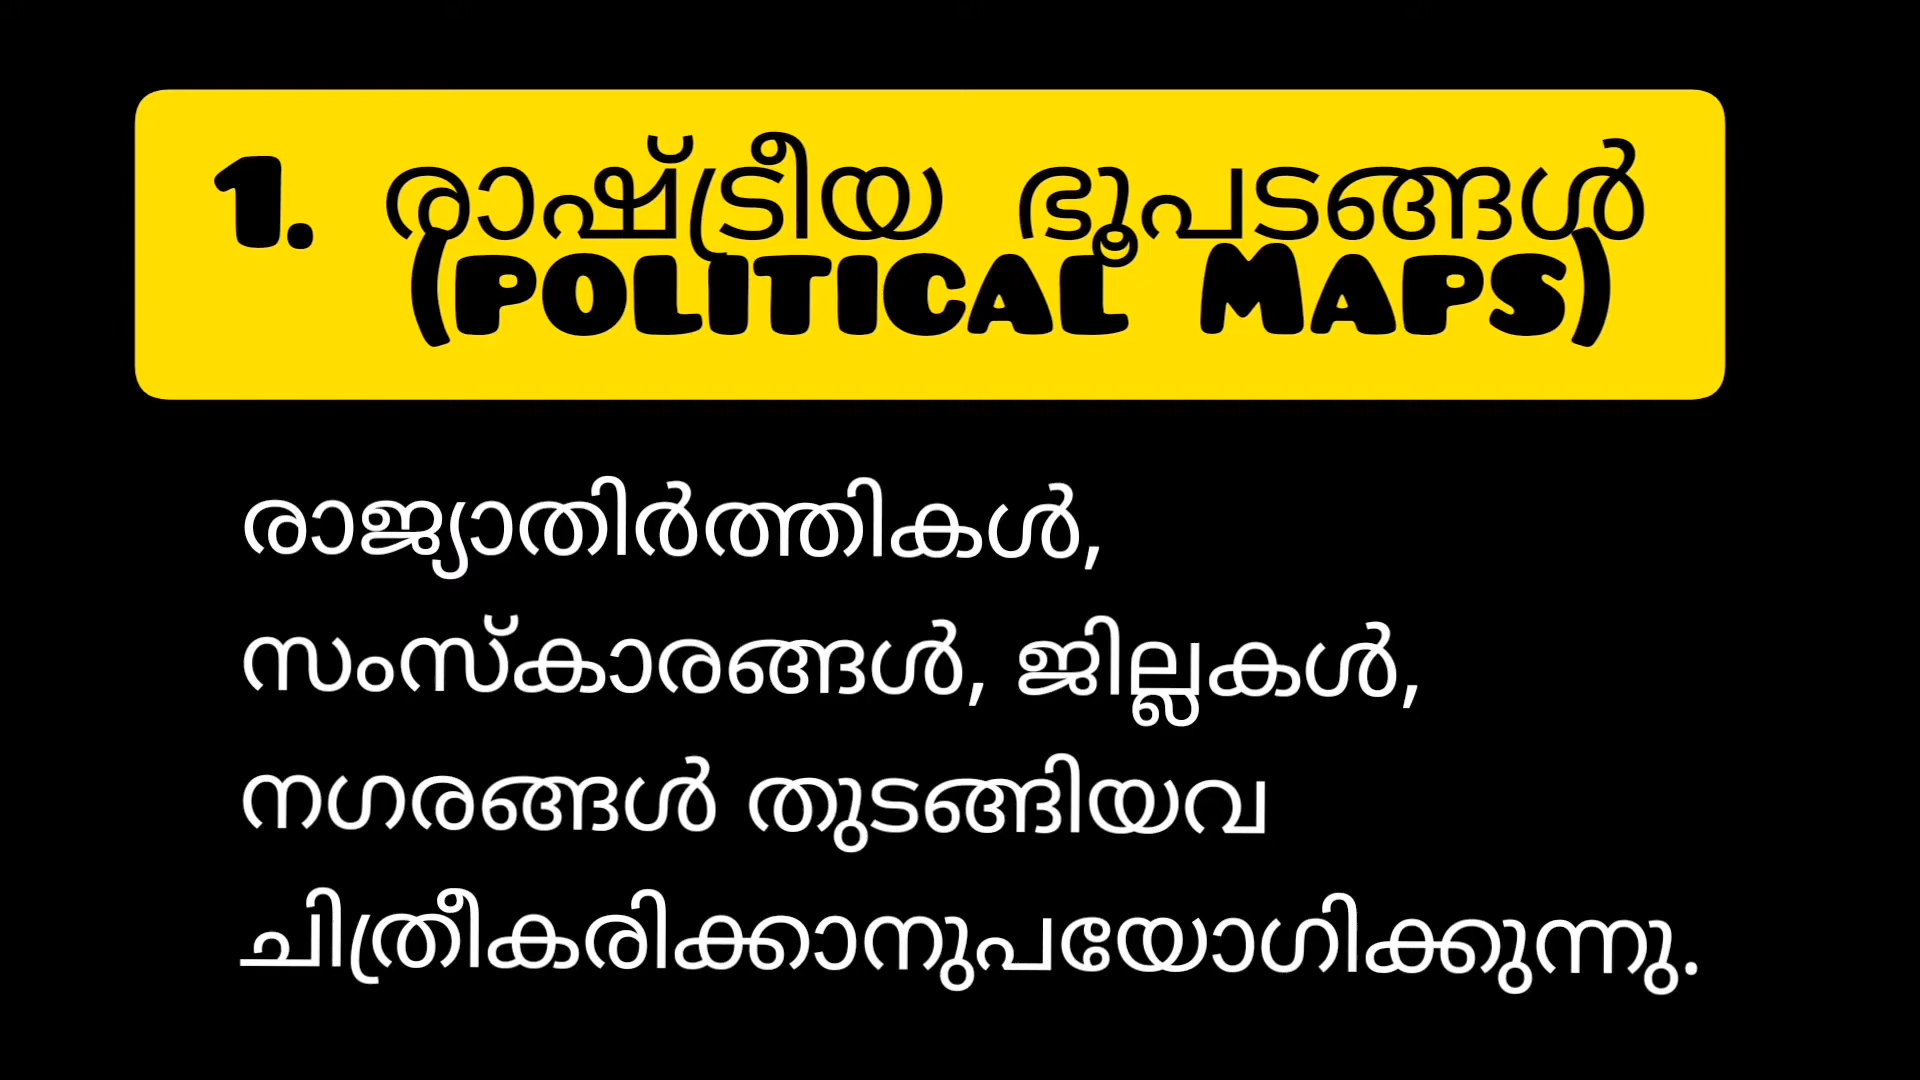 1. രാഷ്ട്രീയ ഭൂപടങ്ങൾ
(POLITICAL MAPS)
രാജ്യാതിർത്തികൾ,
സംസ്കാരങ്ങൾ, ജില്ലകൾ,
നഗരങ്ങൾ തുടങ്ങിയവ
ചിത്രീകരിക്കാനുപയോഗിക്കുന്നു.